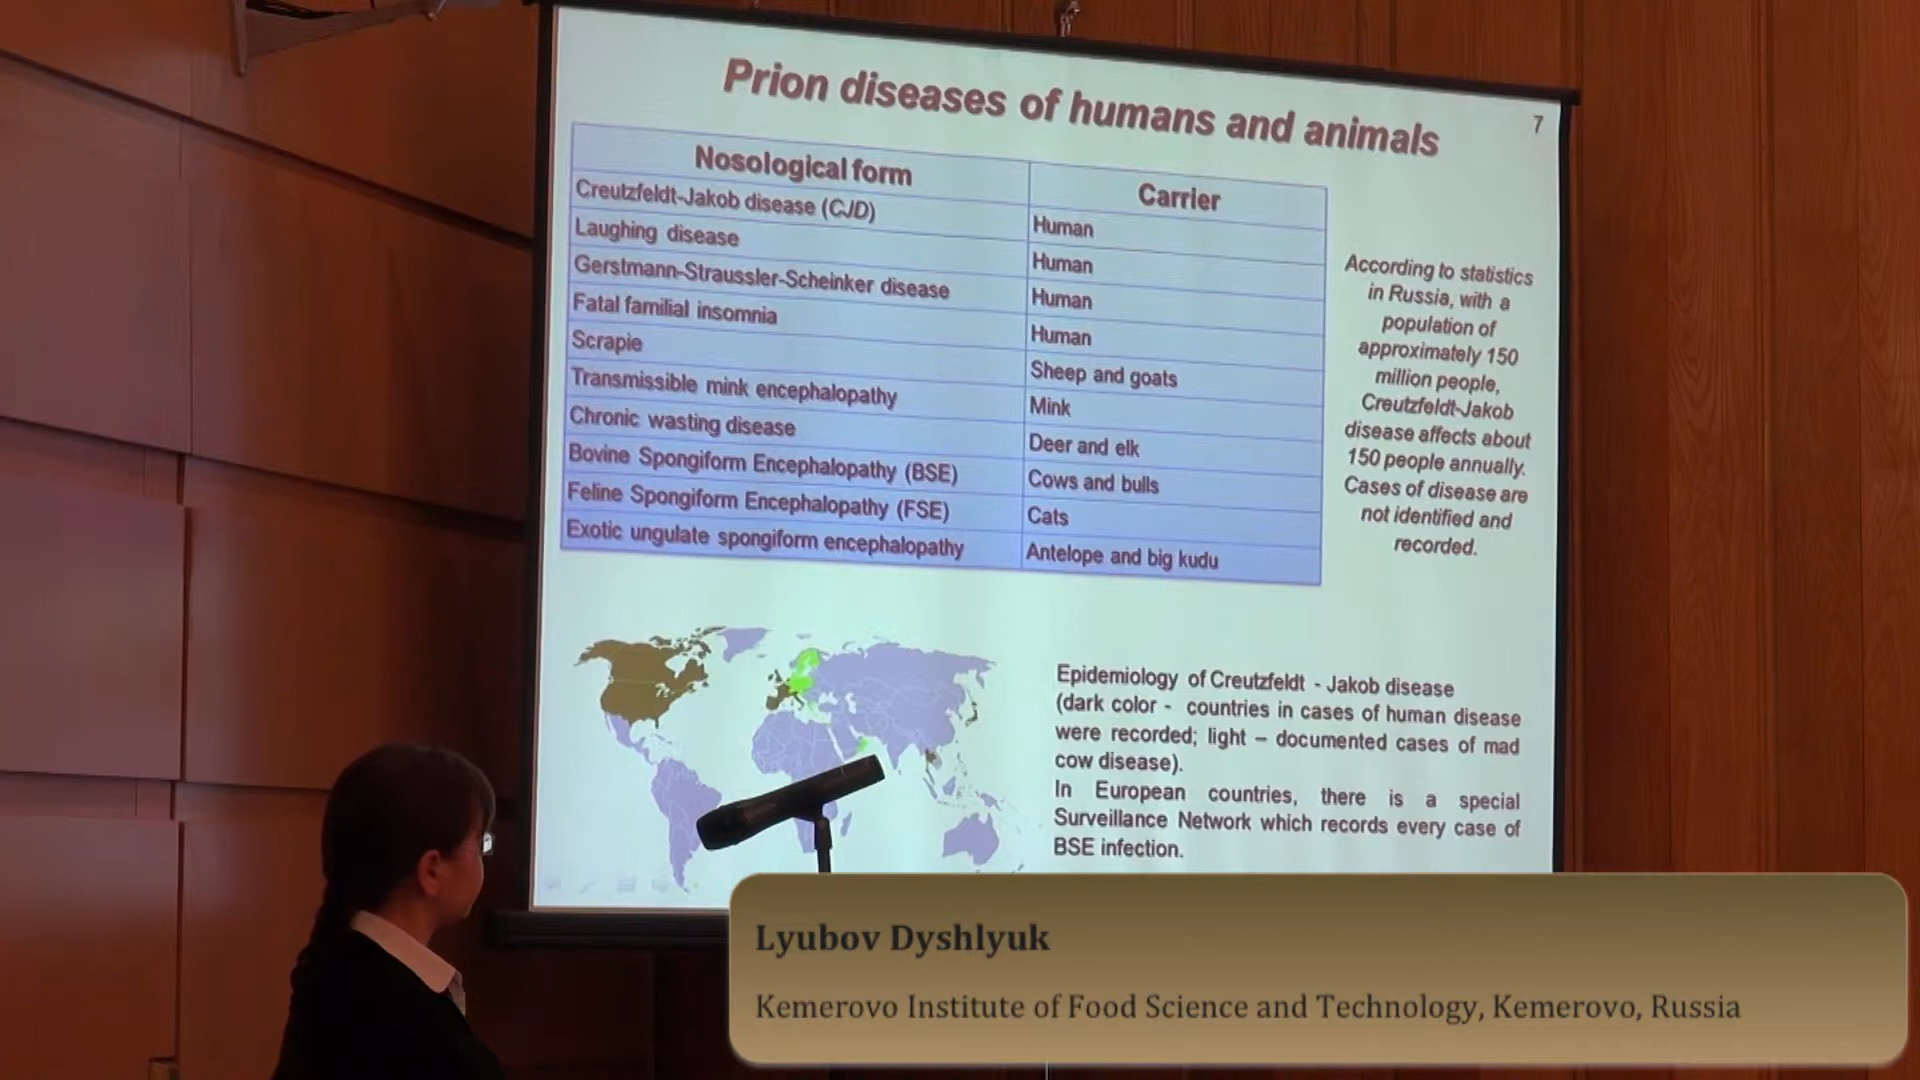 Prion diseases of humans and animals
7
Nosological form
Carrier
Creutzfeldt-Jakob disease (CJD)
Human
Laughing disease
Human
Gerstmann-Straussler-Scheinker disease
Human
Fatal familial insomnia
Human
Scrapie
Sheep and goats
Transmissible mink encephalopathy
Mink
Chronic wasting disease
Deer and elk
Bovine Spongiform Encephalopathy (BSE)
Cows and bulls
Feline Spongiform Encephalopathy (FSE)
Cats
Exotic ungulate spongiform encephalopathy
Antelope and big kudu
According to statistics
in Russia, with a
population of
approximately 150
million people,
Creutzfeldt-Jakob
disease affects about
150 people annually.
Cases of disease are
not identified and
recorded.
Epidemiology of Creutzfeldt - Jakob disease
(dark color - countries in cases of human disease
were recorded; light – documented cases of mad
cow disease).
In European countries, there is a special
Surveillance Network which records every case of
BSE infection.
Lyubov Dyshlyuk
Kemerovo Institute of Food Science and Technology, Kemerovo, Russia